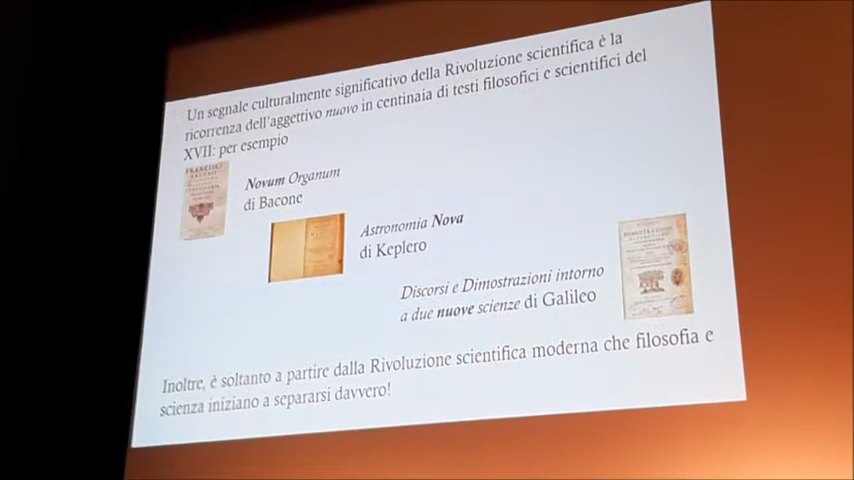 Un segnale culturalmente significativo della Rivoluzione scientifica è la
ricorrenza dell'aggettivo nuovo in centinaia di testi filosofici e scientifici del
XVII: per esempio
Novum Organum
di Bacone
Astronomia Nova
di Keplero
Discorsi e Dimostrazioni intorno
a due nuove scienze di Galileo
Inoltre, è soltanto a partire dalla Rivoluzione scientifica moderna che filosofia e
scienza iniziano a separarsi davvero!